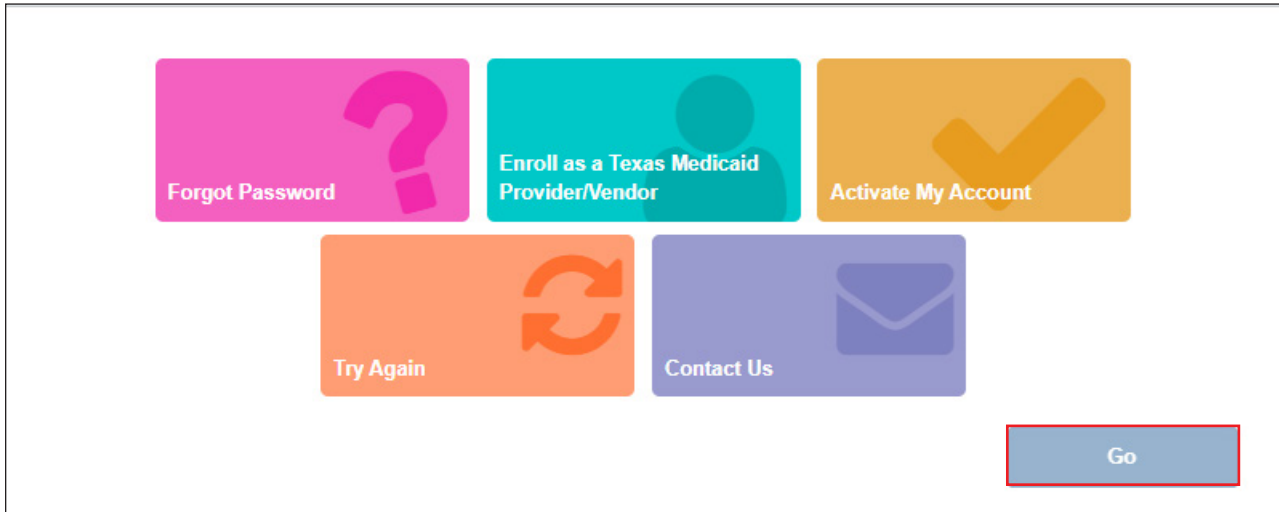 Forgot Password
Enroll as a Texas Medicaid
Provider/Vendor
Activate My Account
Try Again
Contact Us
Go